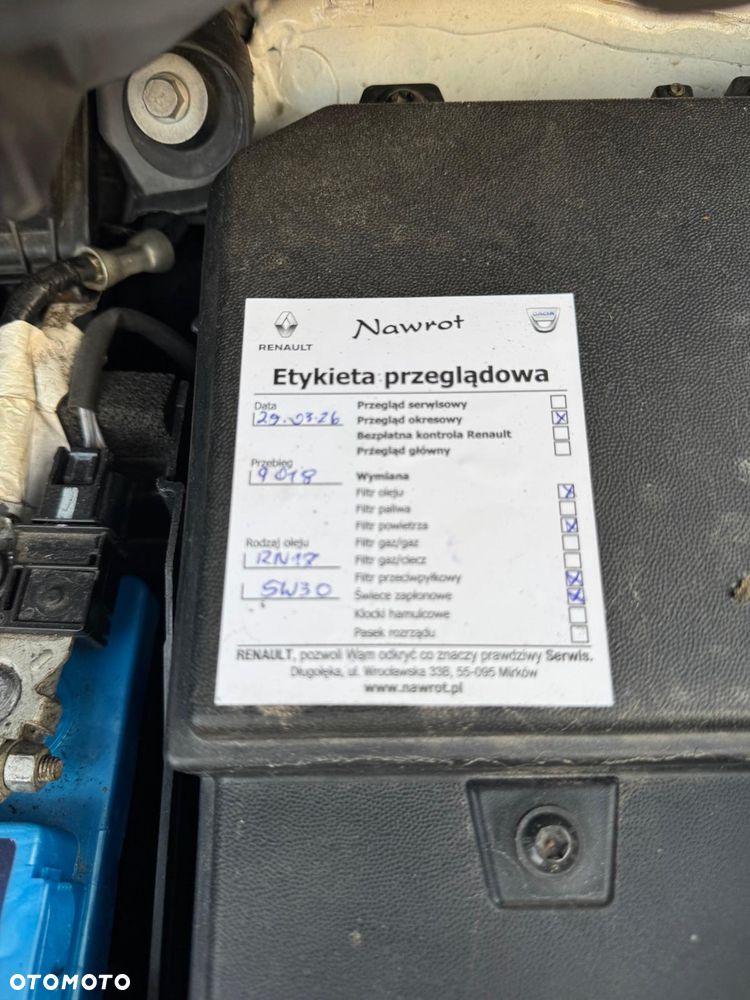 RENAULT
Nawrot
DACIA
Etykieta przeglądowa
Data
29.03.26
Przegląd serwisowy
Przegląd okresowy
Bezpłatna kontrola Renault
Przegląd główny
Przebieg
9018
Wymiana
Filtr oleju
Filtr paliwa
Filtr powietrza
Rodzaj oleju
Filtr gaz/gaz
RN17
Filtr gaz/ciecz
Filtr przeciwpyłkowy
5W30
Świece zapłonowe
Klocki hamulcowe
Pasek rozrządu
RENAULT, pozwoli Wam odkryć co znaczy prawdziwy Serwis.
Długołęka, ul. Wrocławska 33B, 55-095 Mirków
www.nawrot.pl
OTOMOTO